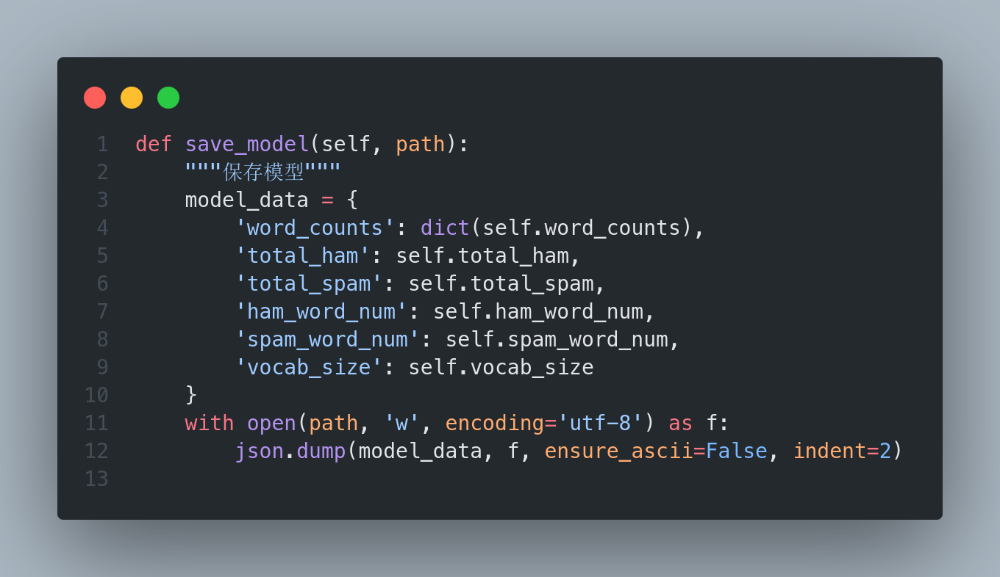 1 def save_model(self, path):
2     """保存模型"""
3     model_data = {
4         'word_counts': dict(self.word_counts),
5         'total_ham': self.total_ham,
6         'total_spam': self.total_spam,
7         'ham_word_num': self.ham_word_num,
8         'spam_word_num': self.spam_word_num,
9         'vocab_size': self.vocab_size
10     }
11     with open(path, 'w', encoding='utf-8') as f:
12         json.dump(model_data, f, ensure_ascii=False, indent=2)
13